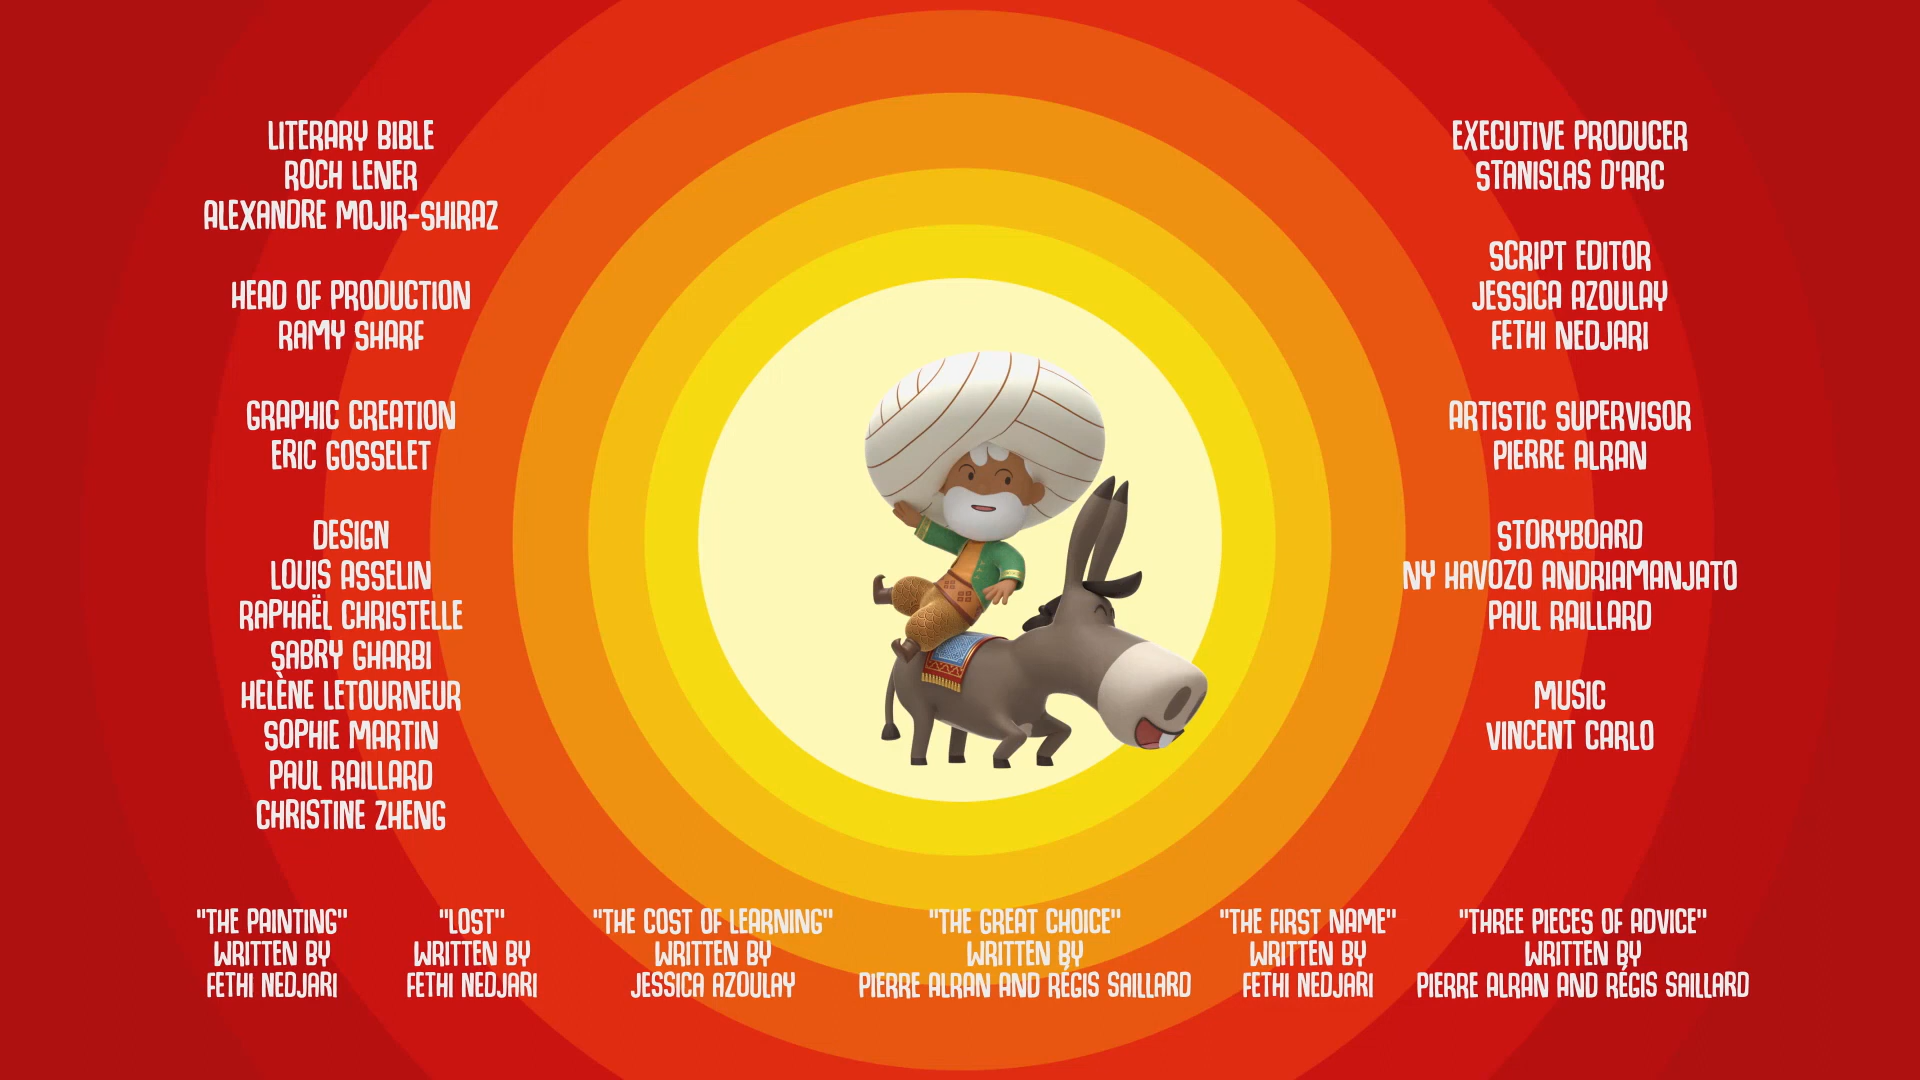 LITERARY BIBLE
ROCH LENER
ALEXANDRE MOJIR-SHIRAZ
HEAD OF PRODUCTION
RAMY SHARF
GRAPHIC CREATION
ERIC GOSSELET
DESIGN
LOUIS ASSELIN
RAPHAËL CHRISTELLE
SABRY GHARBI
HELÈNE LETOURNEUR
SOPHIE MARTIN
PAUL RAILLARD
CHRISTINE ZHENG
EXECUTIVE PRODUCER
STANISLAS D'ARC
SCRIPT EDITOR
JESSICA AZOULAY
FETHI NEDJARI
ARTISTIC SUPERVISOR
PIERRE ALRAN
STORYBOARD
NY HAVOZO ANDRIAMANJATO
PAUL RAILLARD
MUSIC
VINCENT CARLO
"THE PAINTING"
WRITTEN BY
FETHI NEDJARI
"LOST"
WRITTEN BY
FETHI NEDJARI
"THE COST OF LEARNING"
WRITTEN BY
JESSICA AZOULAY
"THE GREAT CHOICE"
WRITTEN BY
PIERRE ALRAN AND RÉGIS SAILLARD
"THE FIRST NAME"
WRITTEN BY
FETHI NEDJARI
"THREE PIECES OF ADVICE"
WRITTEN BY
PIERRE ALRAN AND RÉGIS SAILLARD